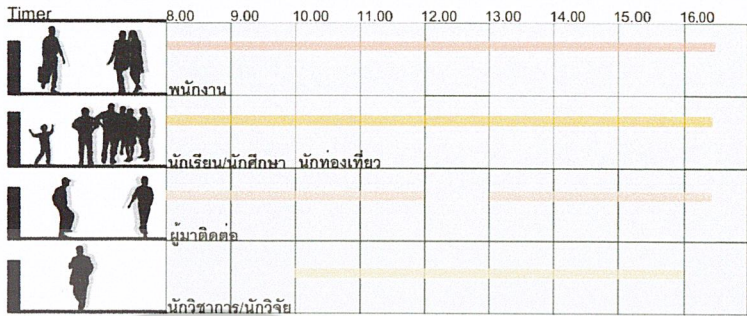 Timer 8.00 9.00 10.00 11.00 12.00 13.00 14.00 15.00 16.00
พนักงาน
นักเรียน/นักศึกษา นักท่องเที่ยว
ผู้มาติดต่อ
นักวิชาการ/นักวิจัย